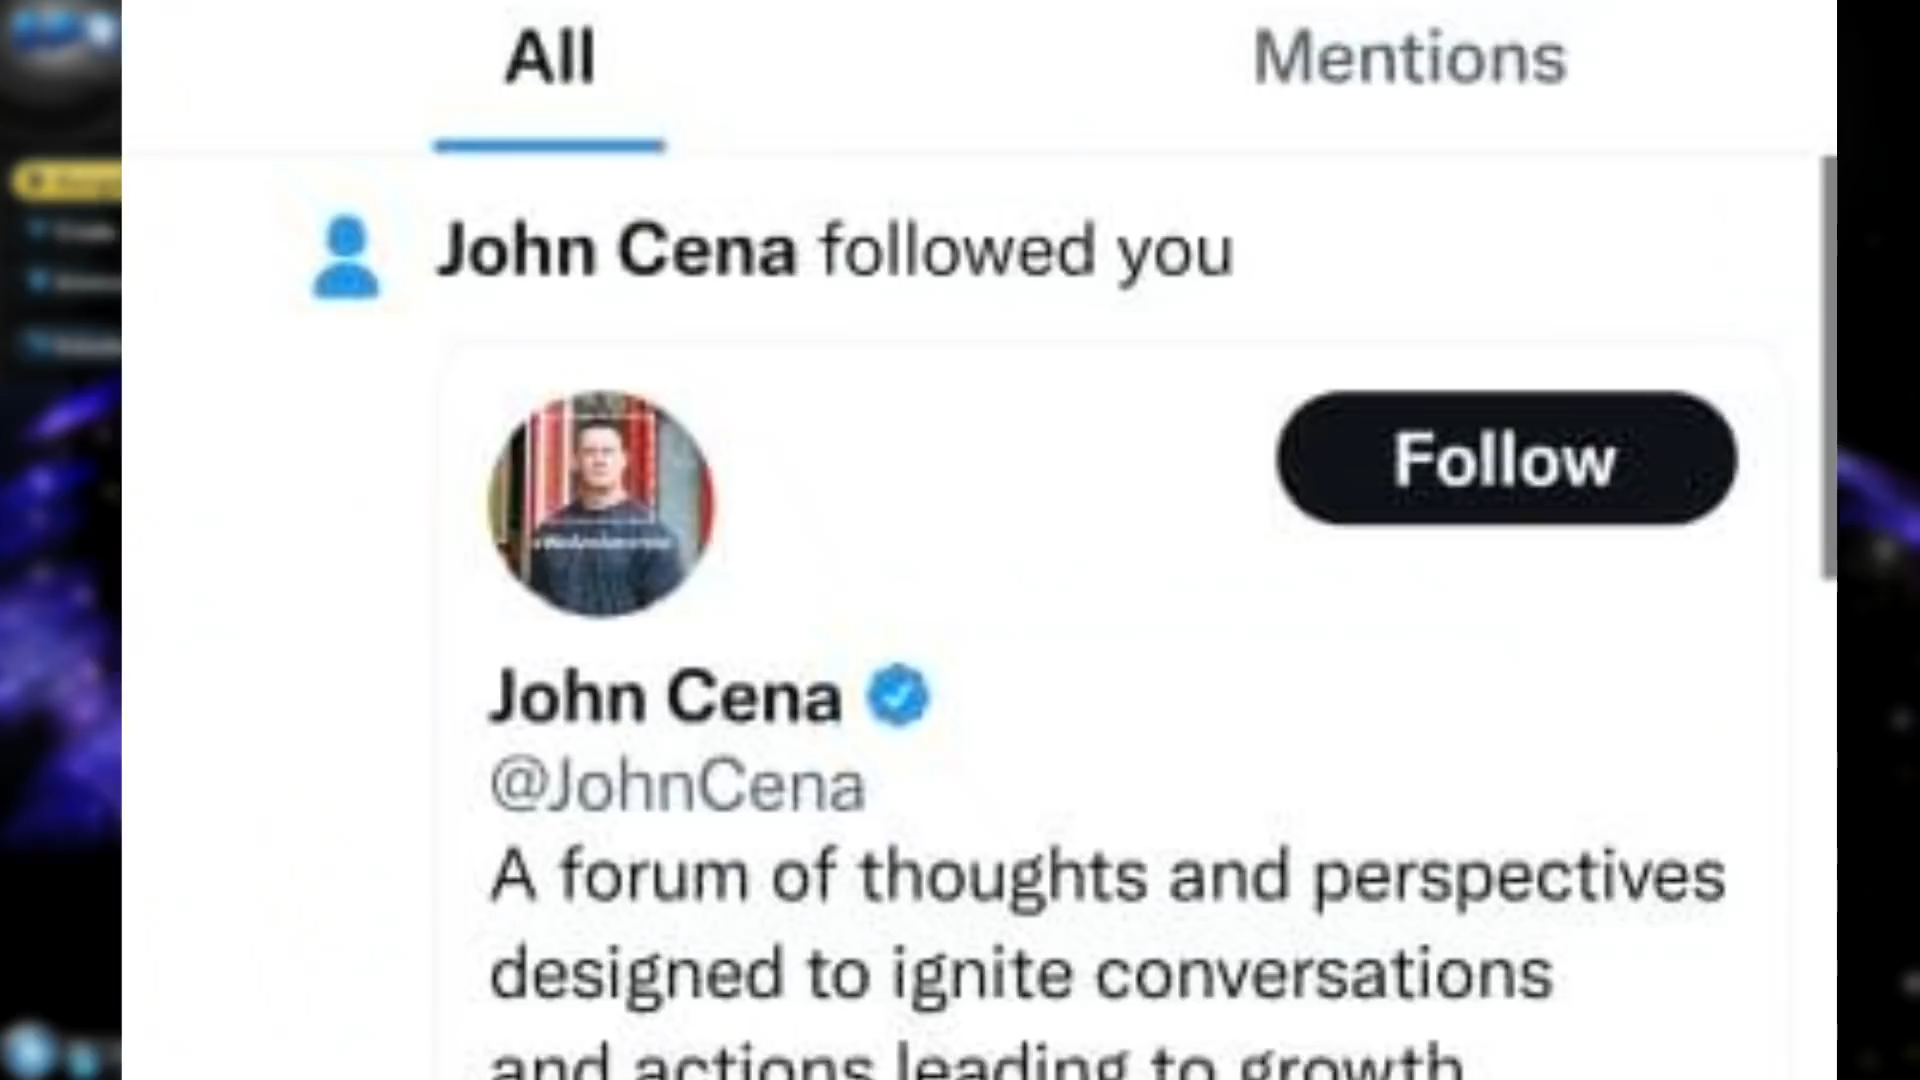 All
Mentions
John Cena followed you
Follow
John Cena
@JohnCena
A forum of thoughts and perspectives
designed to ignite conversations
and actions leading to growth